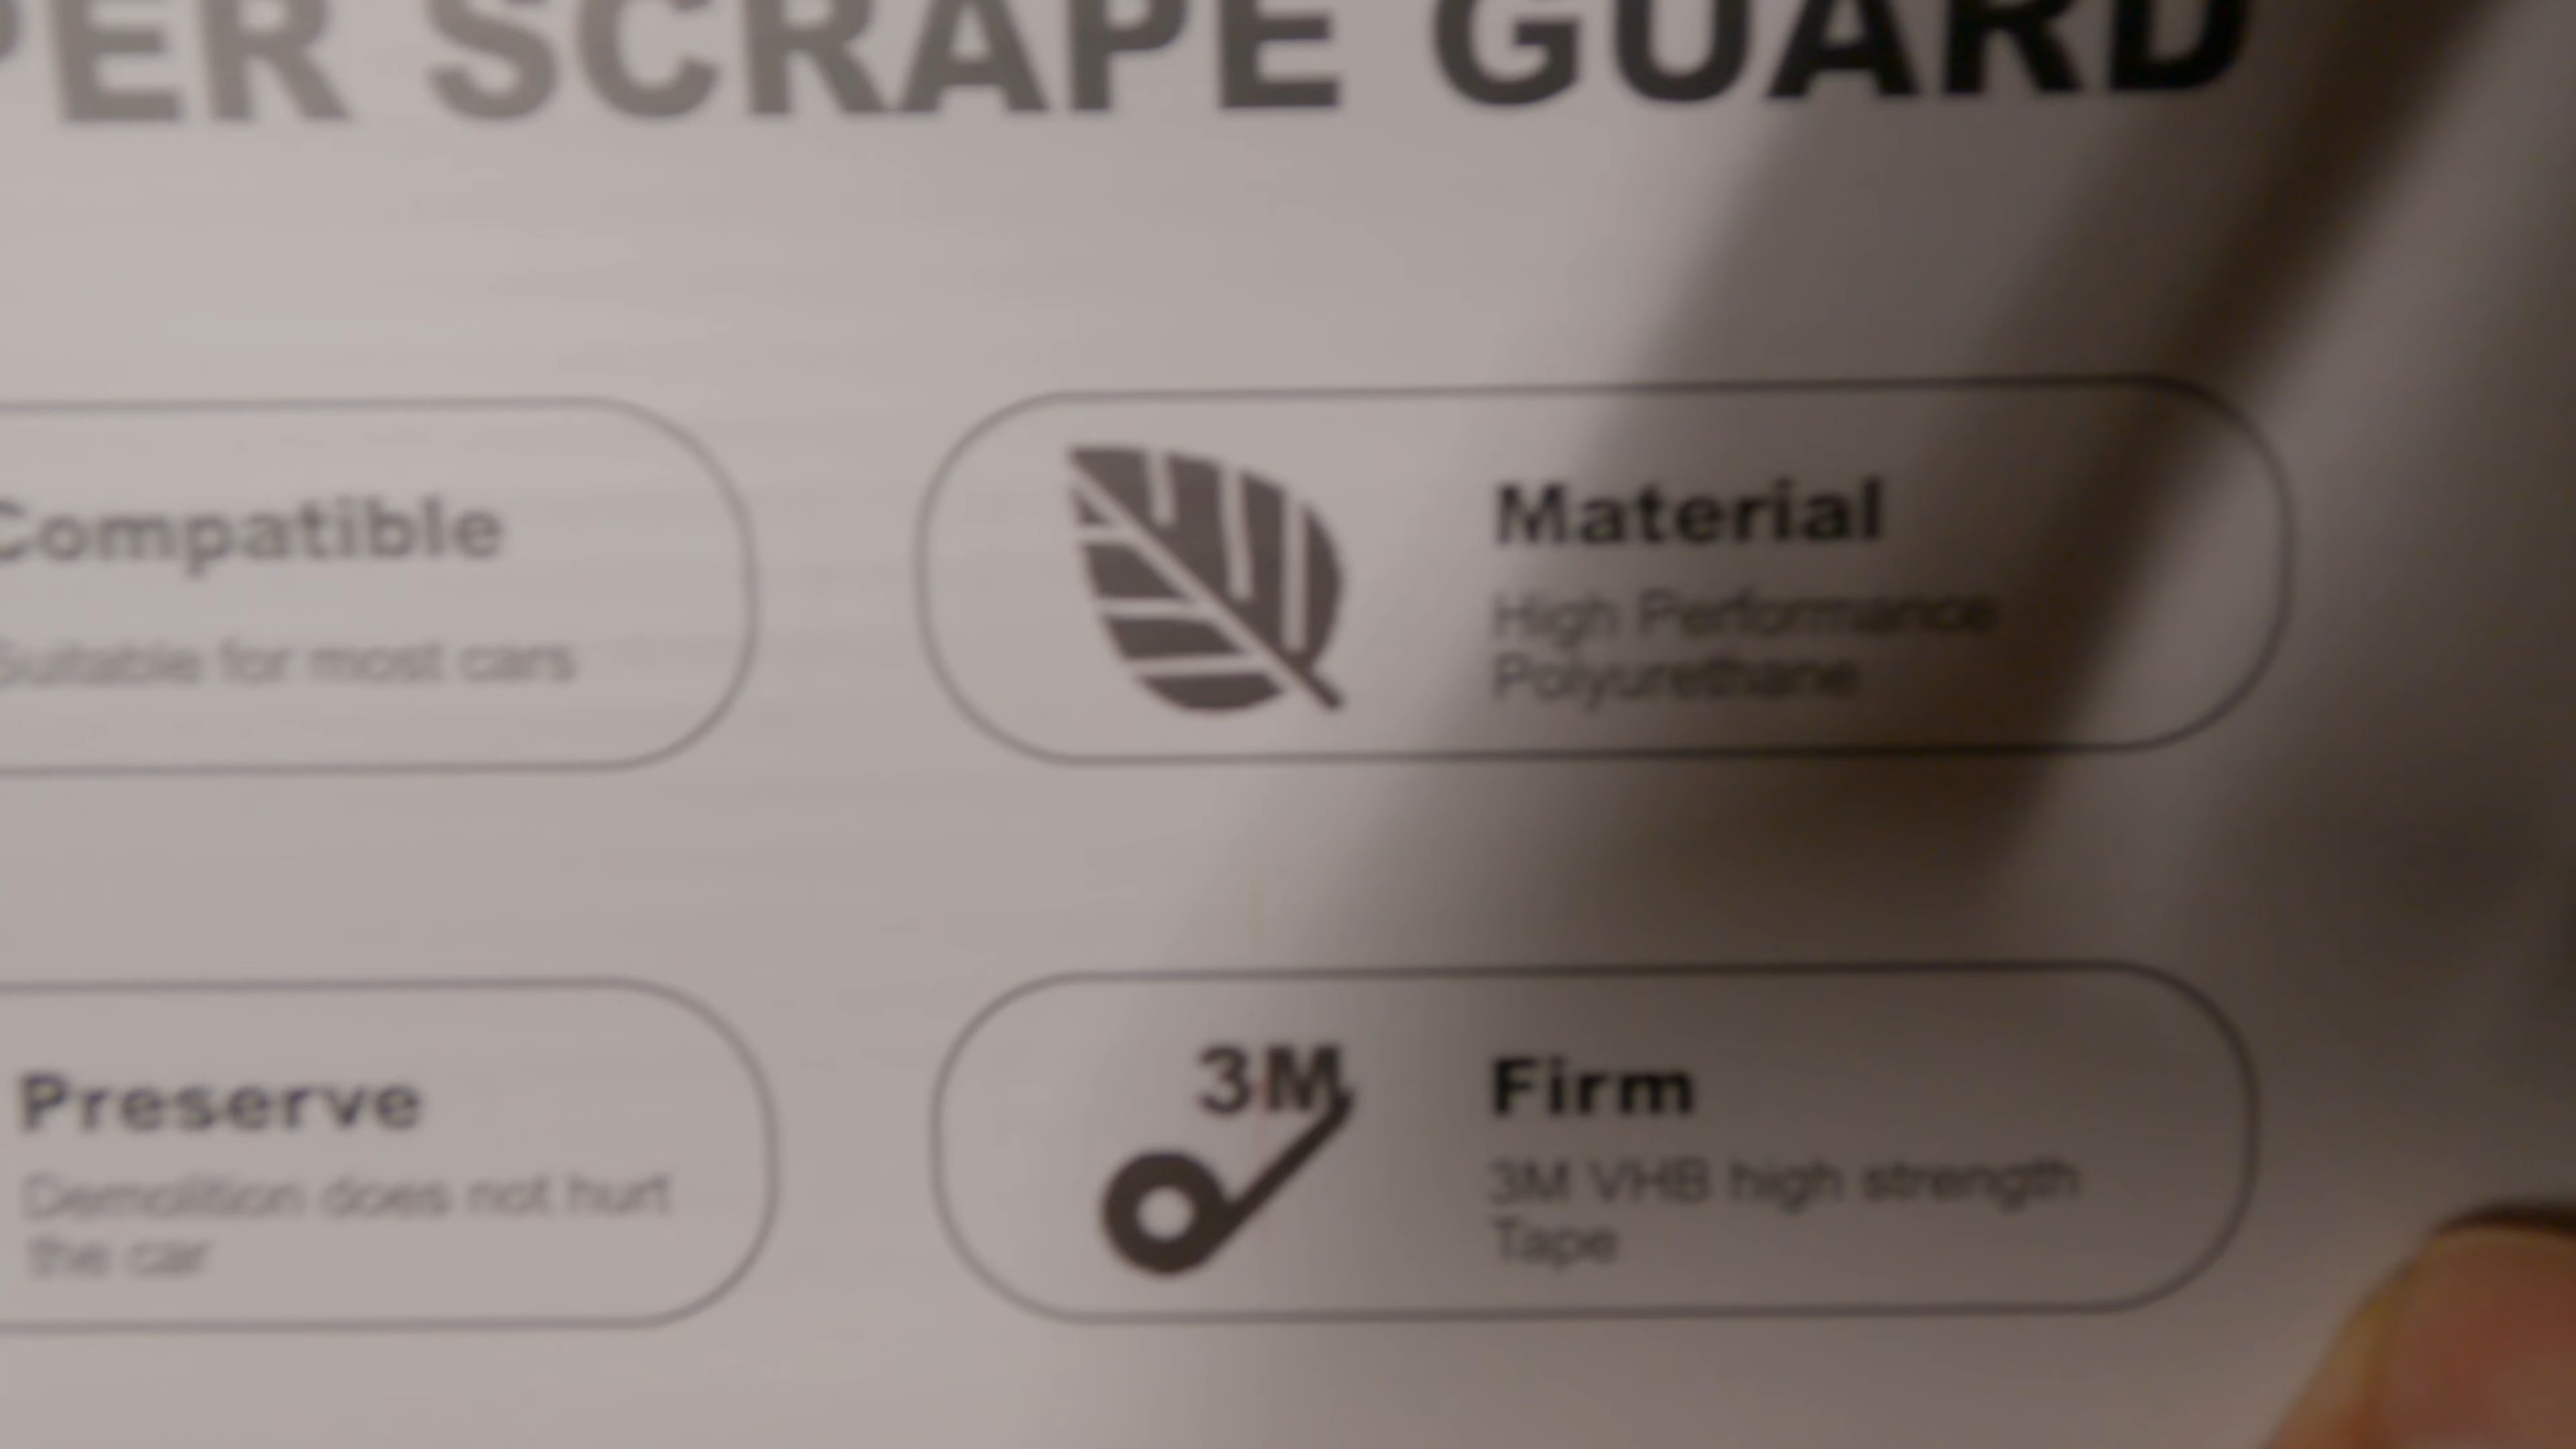 PER SCRAPE GUARD
Compatible
Suitable for most cars
Material
High Performance
Polyurethane
Preserve
Demolition does not hurt
the car
3M
Firm
3M VHB high strength
Tape